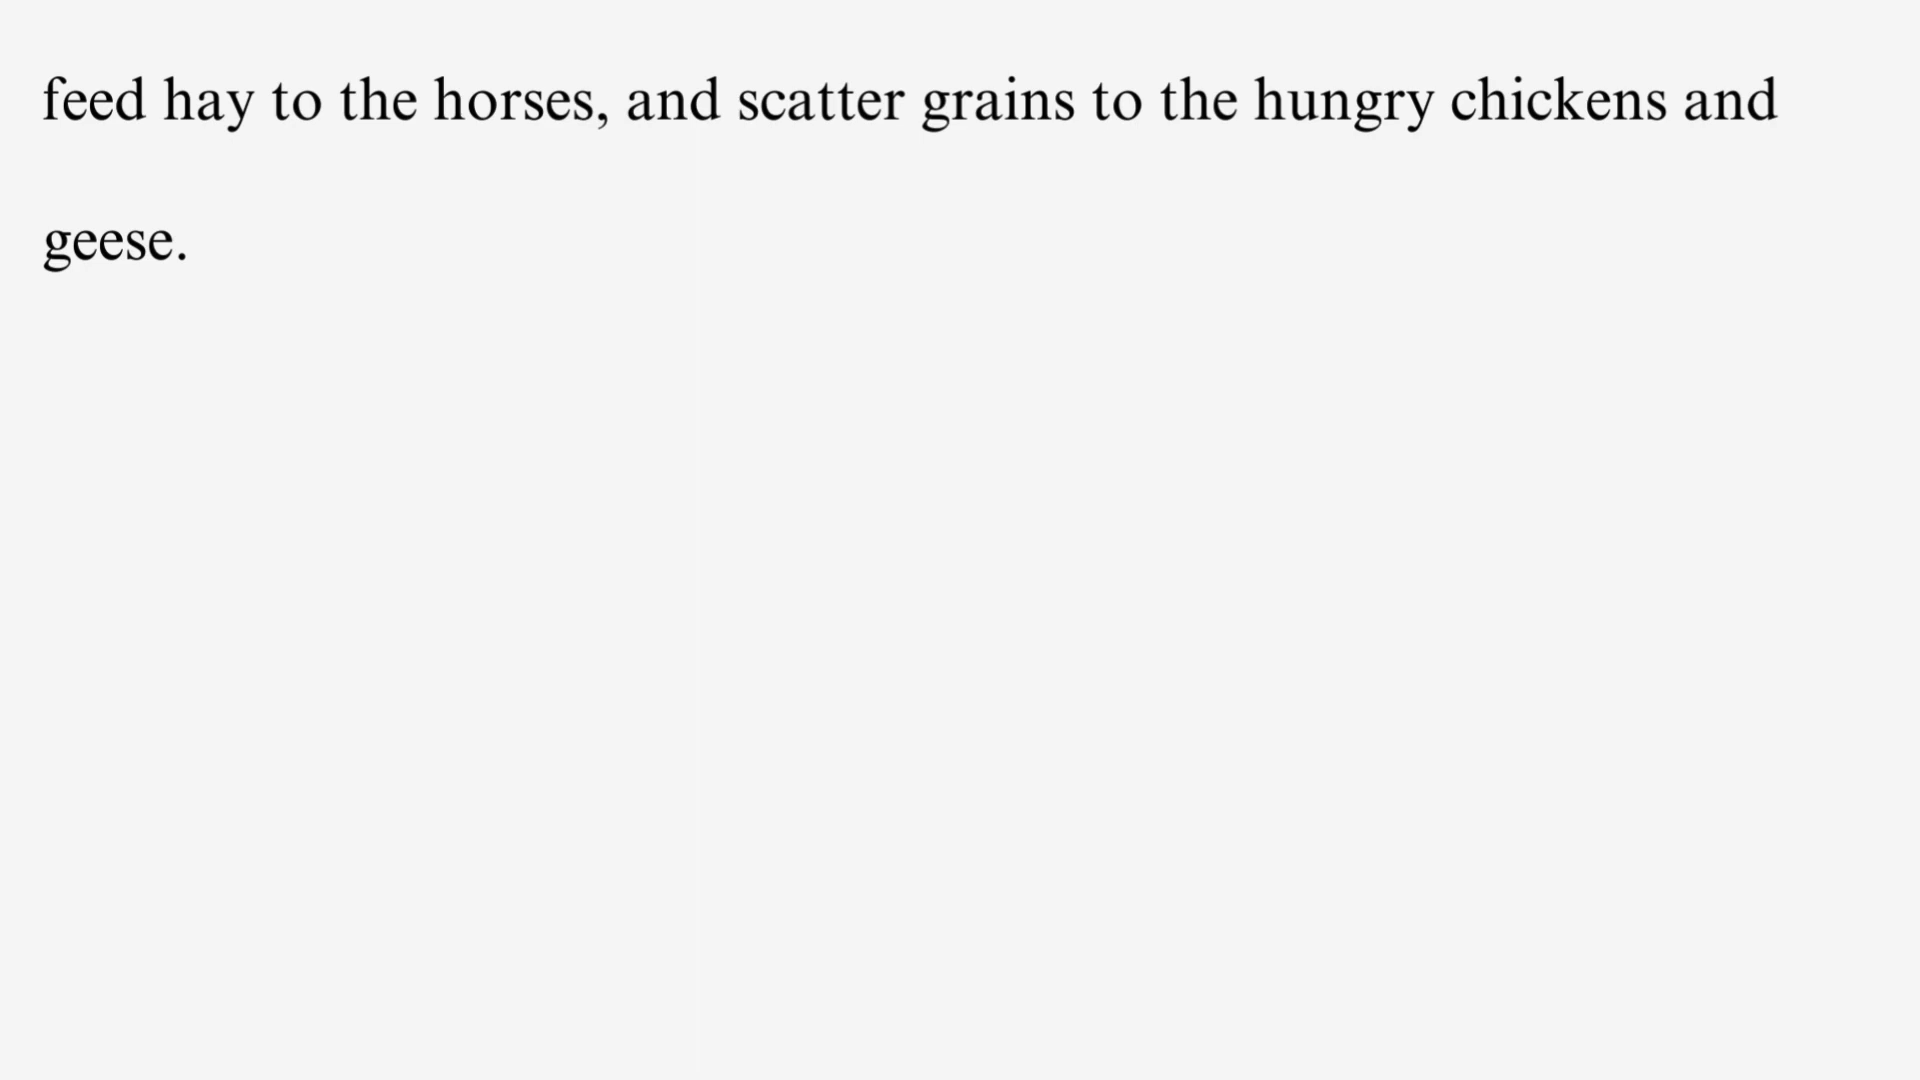 feed hay to the horses, and scatter grains to the hungry chickens and
geese.